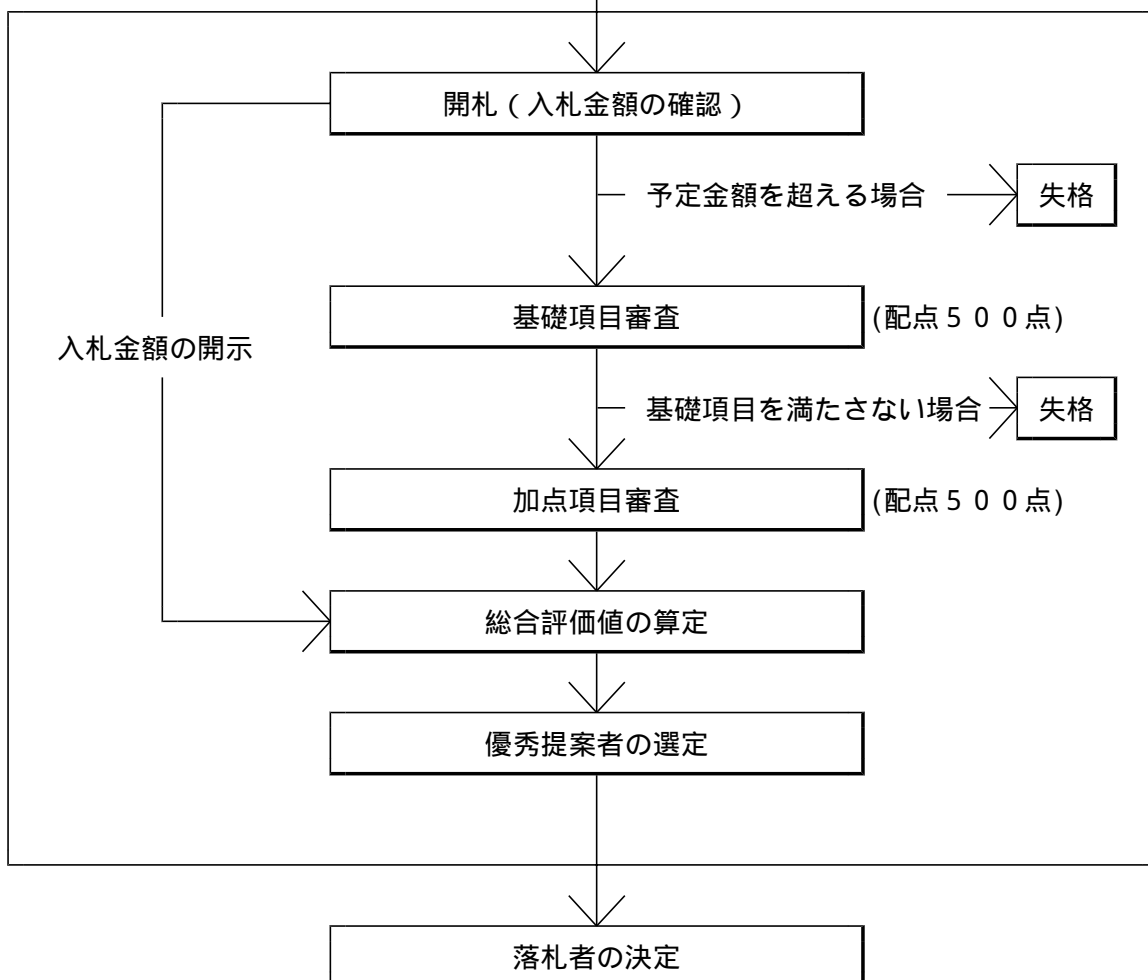 開札（入札金額の確認）
予定金額を超える場合
失格
基礎項目審査
(配点５００点)
入札金額の開示
基礎項目を満たさない場合
失格
加点項目審査
(配点５００点)
総合評価値の算定
優秀提案者の選定
落札者の決定